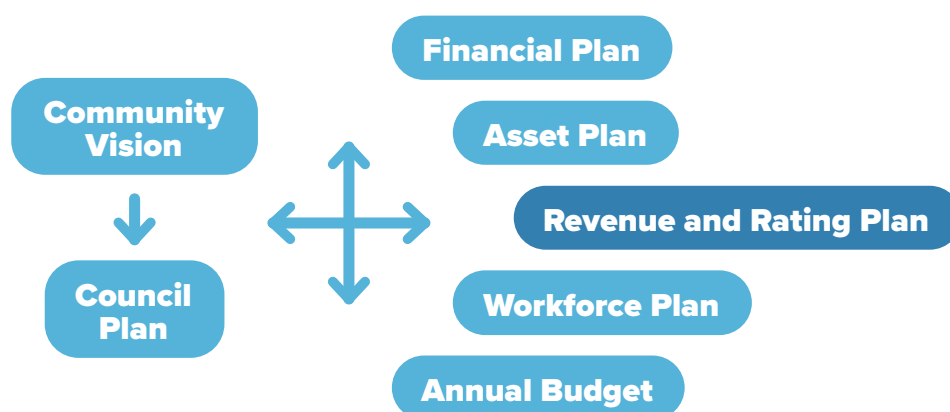 Community
Vision
Council
Plan
Financial Plan
Asset Plan
Revenue and Rating Plan
Workforce Plan
Annual Budget